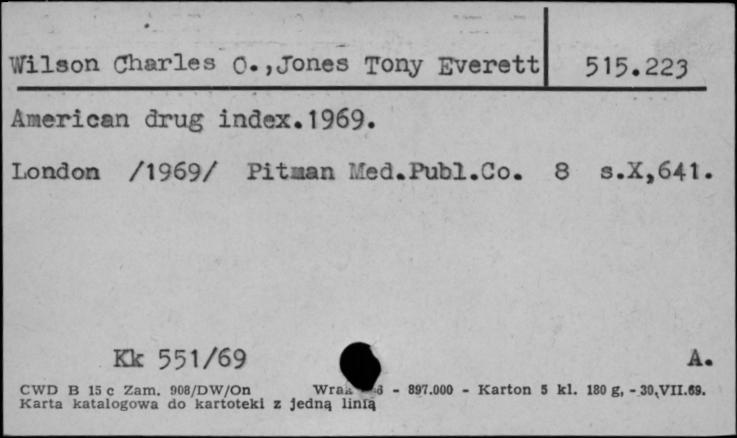 Wilson Charles O.,Jones Tony Everett 515.223
American drug index.1969.
London /1969/ Pitman Med.Publ.Co. 8 s.X,641.
Kk 551/69 A.
CWD B 15 c Zam. 908/DW/On - 897.000 - Karton 5 kl. 180 g, - 30.VII.69.
Karta katalogowa do kartoteki z jedną linią